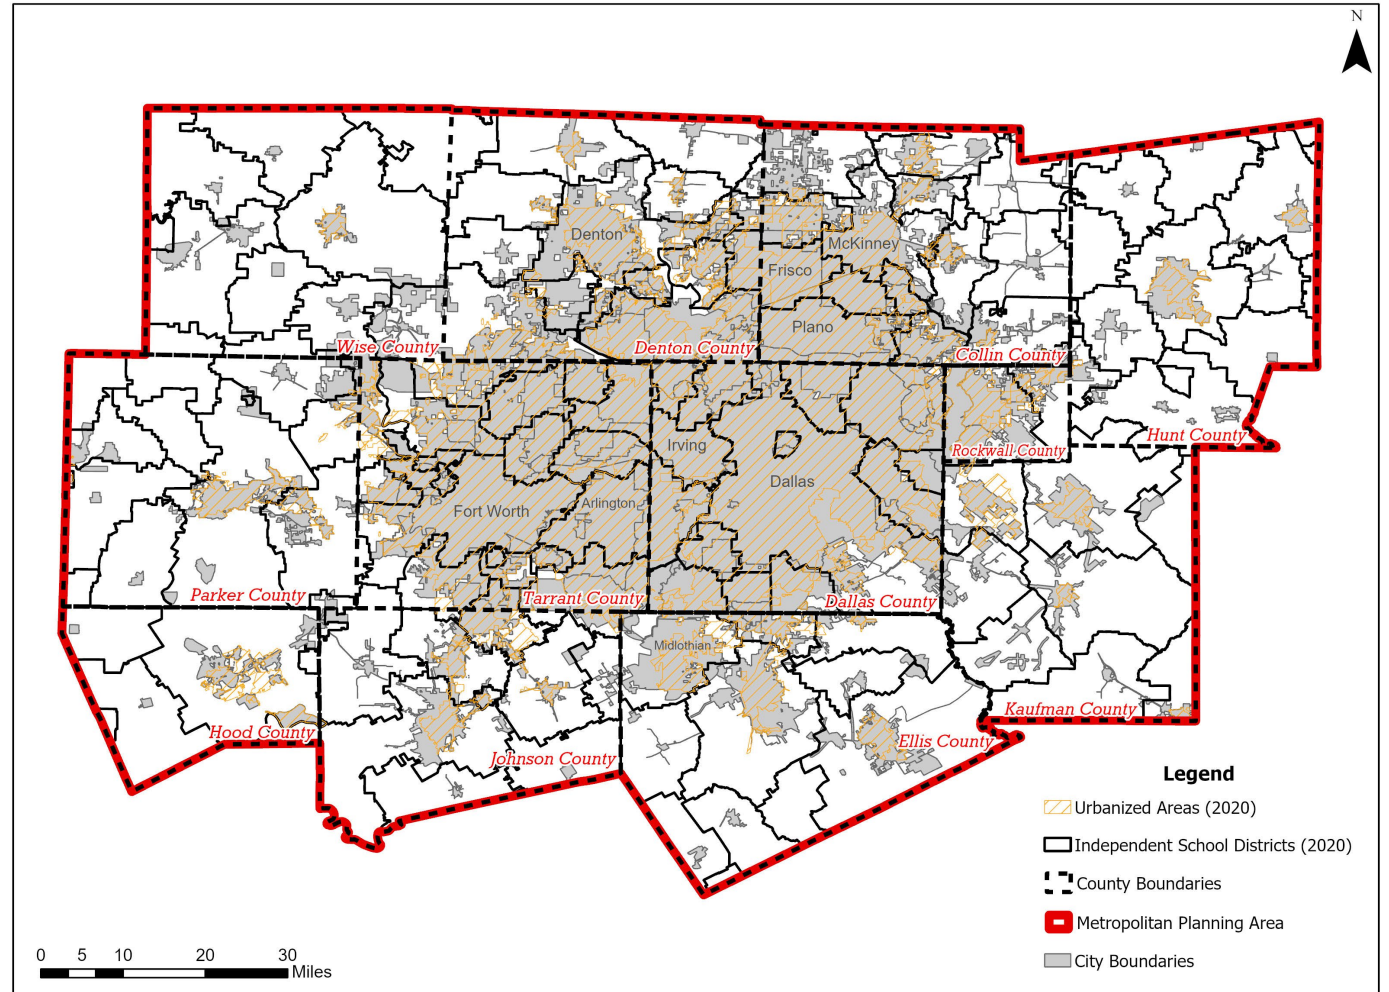 N
Denton
McKinney
Frisco
Plano
Wise County
Denton County
Collin County
Irving
Hunt County
Rockwall County
Dallas
Fort Worth
Arlington
Parker County
Tarrant County
Dallas County
Midlothian
Hood County
Kaufman County
Ellis County
Johnson County
Legend
Urbanized Areas (2020)
Independent School Districts (2020)
County Boundaries
Metropolitan Planning Area
City Boundaries
0 5 10 20 30
Miles